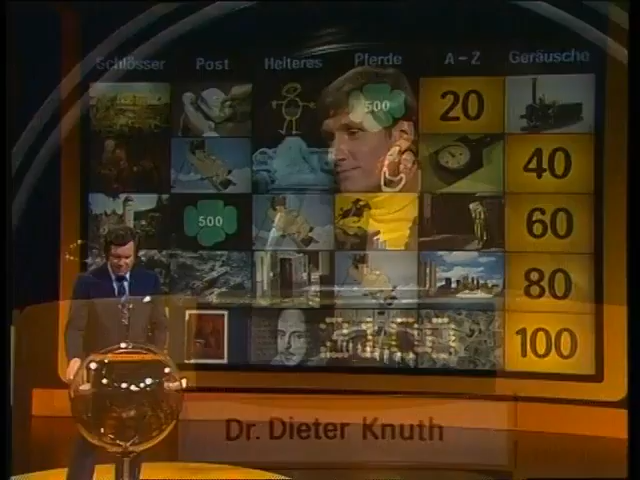 Schlösser Post Heiteres Pferde A-Z Geräusche
500 20
40
500 60
80
100
Dr. Dieter Knuth